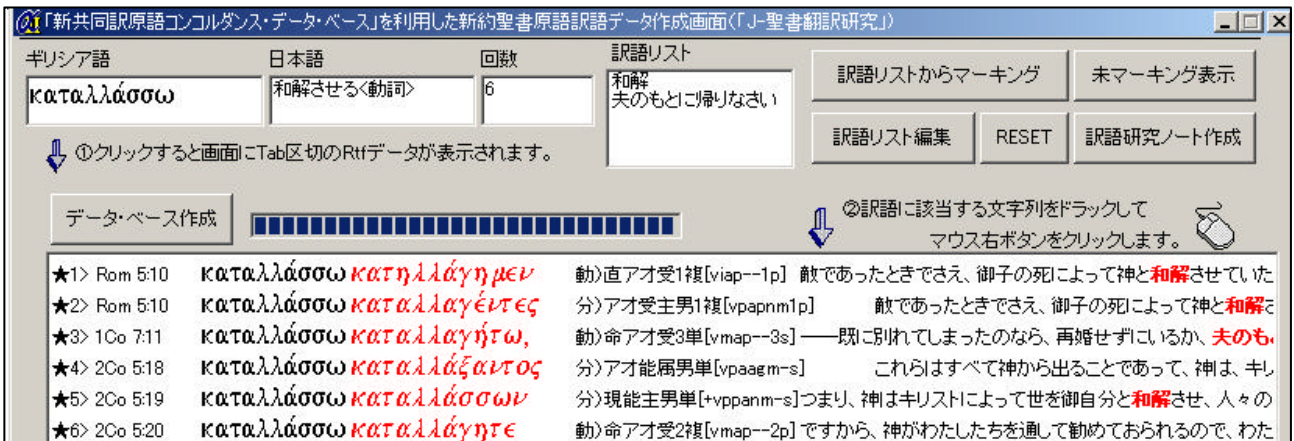 「新共同訳原語コンコルダンス・データ・ベース」を利用した新約聖書原語訳語データ作成画面(「J-聖書翻訳研究」)
ギリシア語 日本語 回数 訳語リスト
καταλλάσσω 和解させる<動詞> 6 和解
夫のもとに帰りなさい
訳語リストからマーキング 未マーキング表示
訳語リスト編集 RESET 訳語研究ノート作成
①クリックすると画面にTab区切のRtfデータが表示されます。
データ・ベース作成
②訳語に該当する文字列をドラックして
マウス右ボタンをクリックします。
★1> Rom 5:10 καταλλάσσω κατηλλάγημεν 動)直アオ受1複[viap--1p] 敵であったときでさえ、御子の死によって神と和解させていた
★2> Rom 5:10 καταλλάσσω καταλλαγέντες 分)アオ受主男1複[vpapnm1p] 敵であったときでさえ、御子の死によって神と和解さ
★3> 1Co 7:11 καταλλάσσω καταλλαγήτω, 動)命アオ受3単[vmap--3s] ――既に別れてしまったのなら、再婚せずにいるか、夫のも
★4> 2Co 5:18 καταλλάσσω καταλλάξαντος 分)アオ能属男単[vpaagm-s] これらはすべて神から出ることであって、神は、キリ
★5> 2Co 5:19 καταλλάσσω καταλλάσσων 分)現能主男単[+vppanm-s]つまり、神はキリストによって世を御自分と和解させ、人々の
★6> 2Co 5:20 καταλλάσσω καταλλάγητε 動)命アオ受2複[vmap--2p] ですから、神がわたしたちを通して勧めておられるので、わた